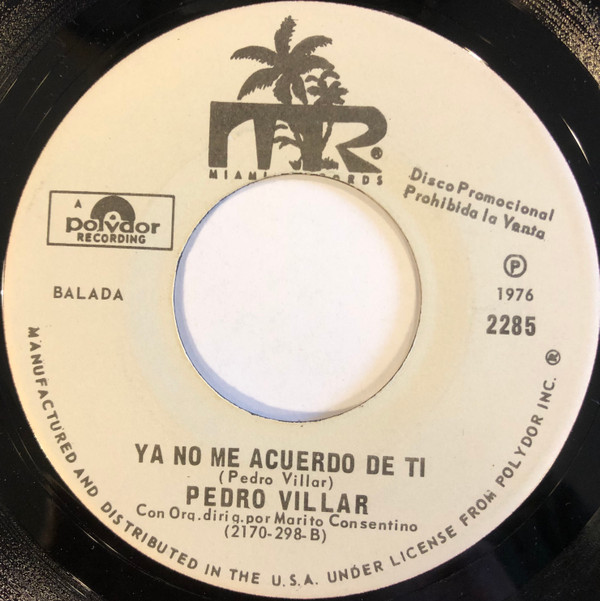 MR®
MIAMI RECORDS
A
polydor
RECORDING
Disco Promocional
Prohibida la Venta
BALADA
℗
1976
2285
YA NO ME ACUERDO DE TI
(Pedro Villar)
PEDRO VILLAR
Con Orq.dirig.por Marito Consentino
(2170-298-B)
MANUFACTURED AND DISTRIBUTED IN THE U.S.A. UNDER LICENSE FROM POLYDOR INC. ®